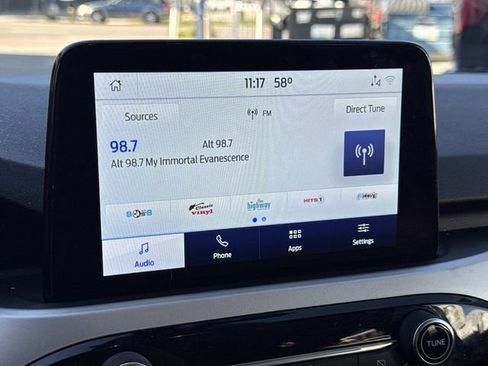 11:17 58°
Sources
FM
Direct Tune
98.7
Alt 98.7
Alt 98.7 My Immortal Evanescence
Classic
vinyl
the
highway
HITS 1
Audio
Phone
Apps
Settings
TUNE